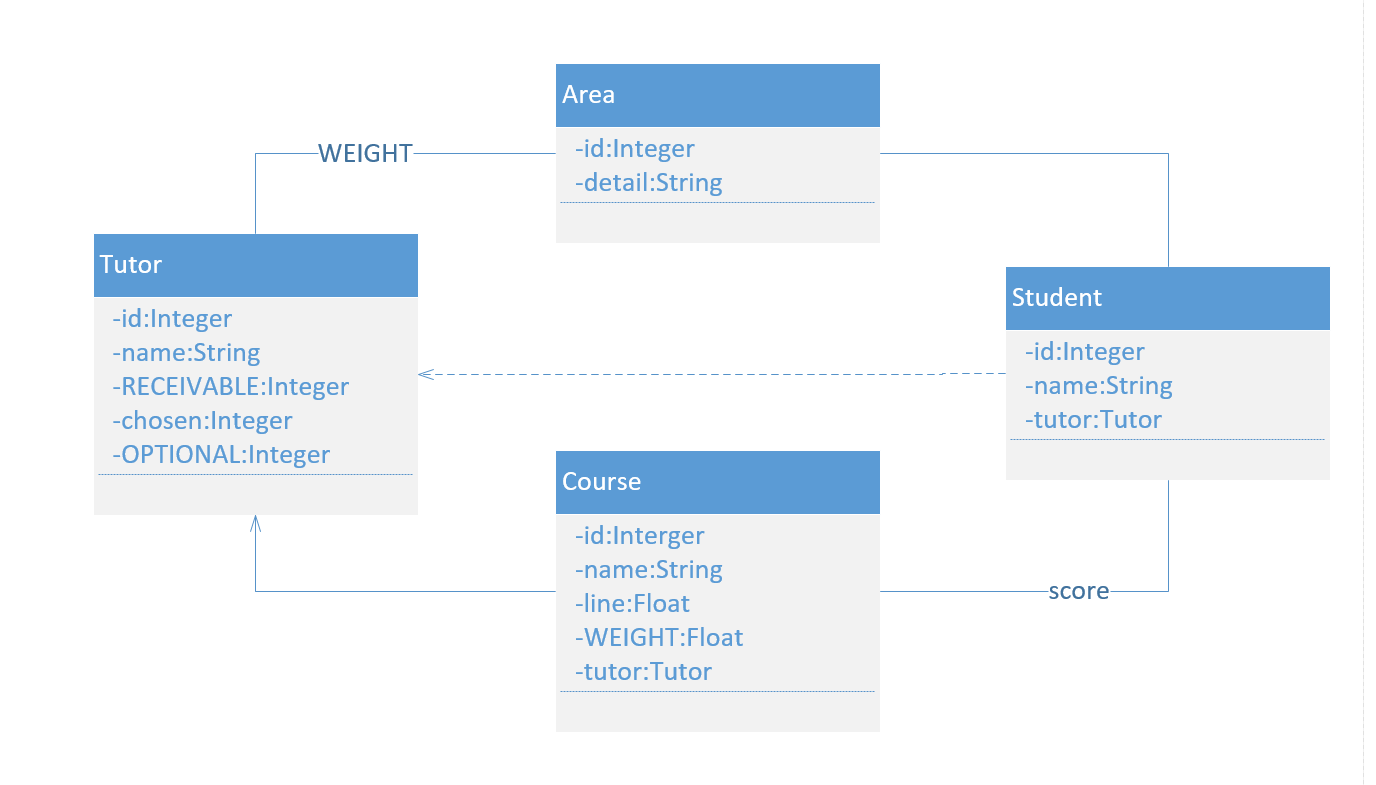 Area
-id:Integer
-detail:String
WEIGHT
Tutor
-id:Integer
-name:String
-RECEIVABLE:Integer
-chosen:Integer
-OPTIONAL:Integer
Student
-id:Integer
-name:String
-tutor:Tutor
Course
-id:Interger
-name:String
-line:Float
-WEIGHT:Float
-tutor:Tutor
score